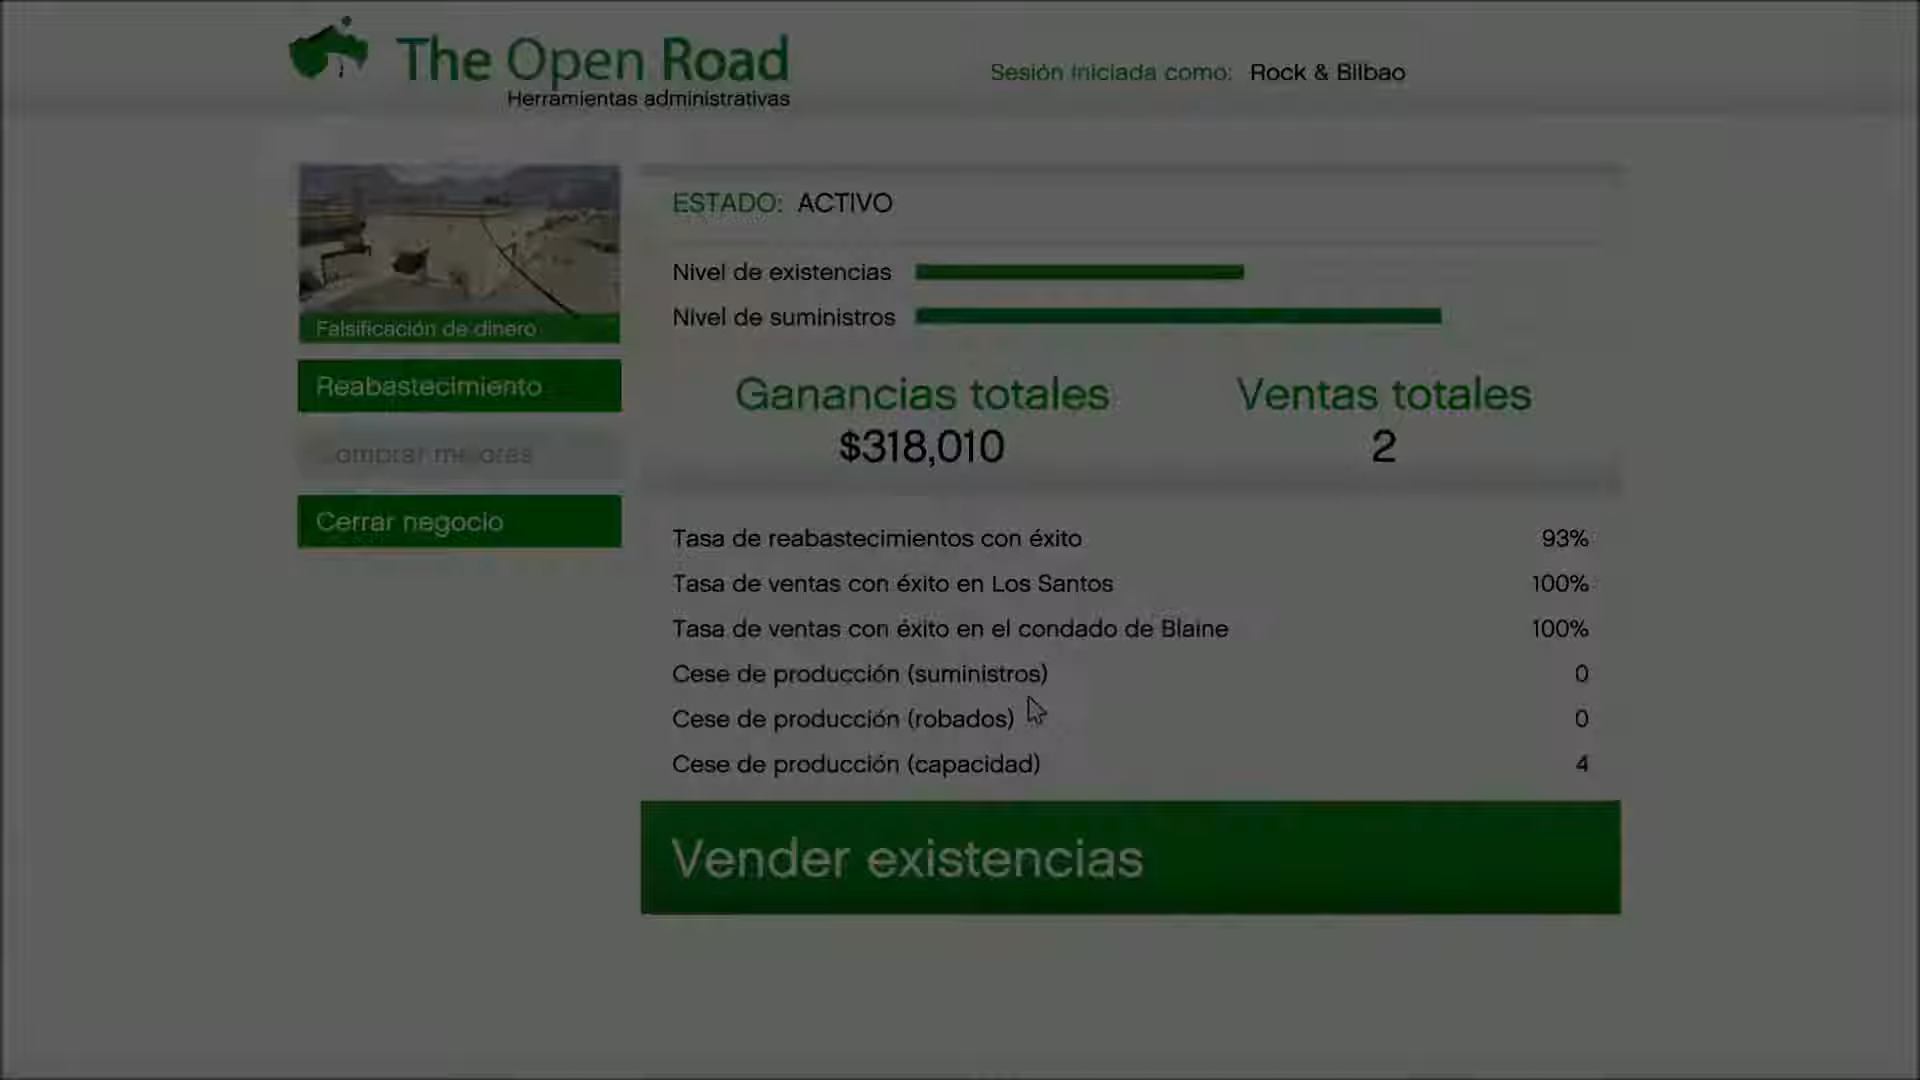 The Open Road
Herramientas administrativas
Sesión iniciada como: Rock & Bilbao
Falsificación de dinero
Reabastecimiento
Comprar mejoras
Cerrar negocio
ESTADO: ACTIVO
Nivel de existencias
Nivel de suministros
Ganancias totales
$318,010
Ventas totales
2
Tasa de reabastecimientos con éxito 93%
Tasa de ventas con éxito en Los Santos 100%
Tasa de ventas con éxito en el condado de Blaine 100%
Cese de producción (suministros) 0
Cese de producción (robados) 0
Cese de producción (capacidad) 4
Vender existencias